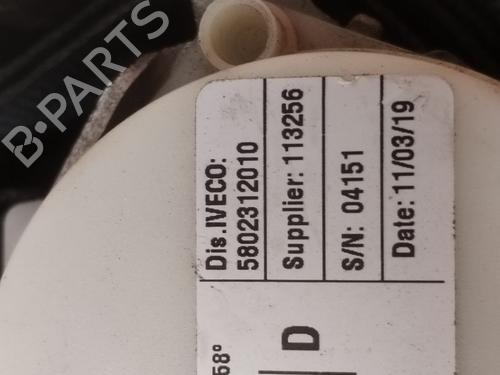 B-PARTS
Dis.IVECO:
5802312010
Supplier: 113256
S/N: 04151
Date: 11/03/19
58°
D